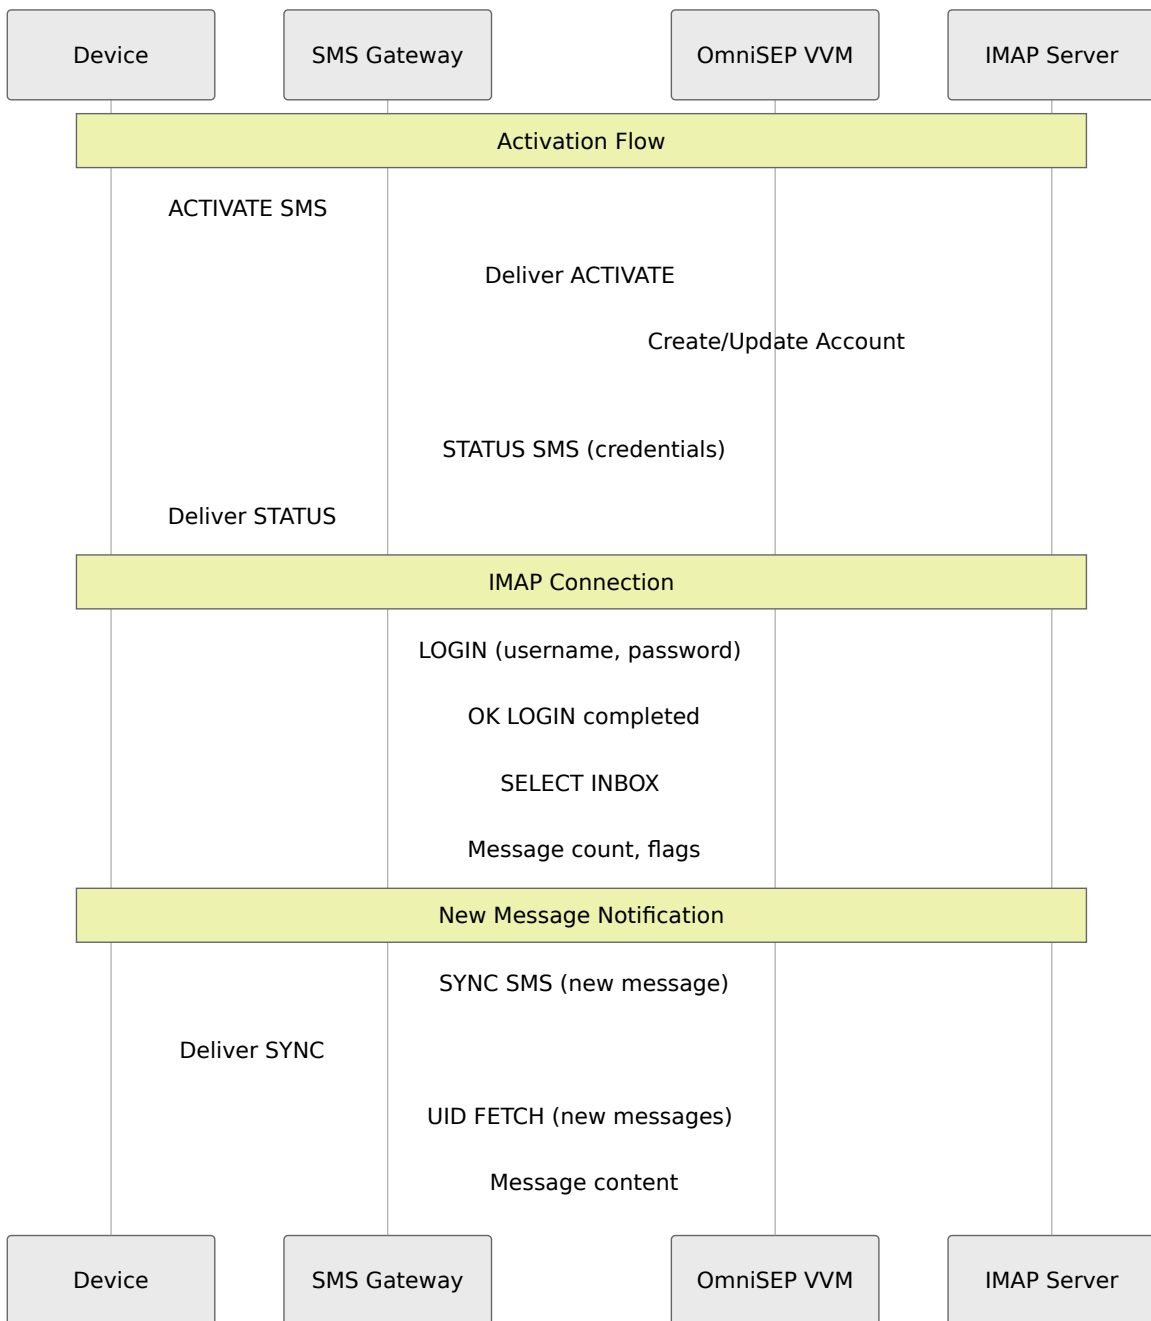 Device
SMS Gateway
OmniSEP VVM
IMAP Server
Activation Flow
ACTIVATE SMS
Deliver ACTIVATE
Create/Update Account
STATUS SMS (credentials)
Deliver STATUS
IMAP Connection
LOGIN (username, password)
OK LOGIN completed
SELECT INBOX
Message count, flags
New Message Notification
SYNC SMS (new message)
Deliver SYNC
UID FETCH (new messages)
Message content
Device
SMS Gateway
OmniSEP VVM
IMAP Server